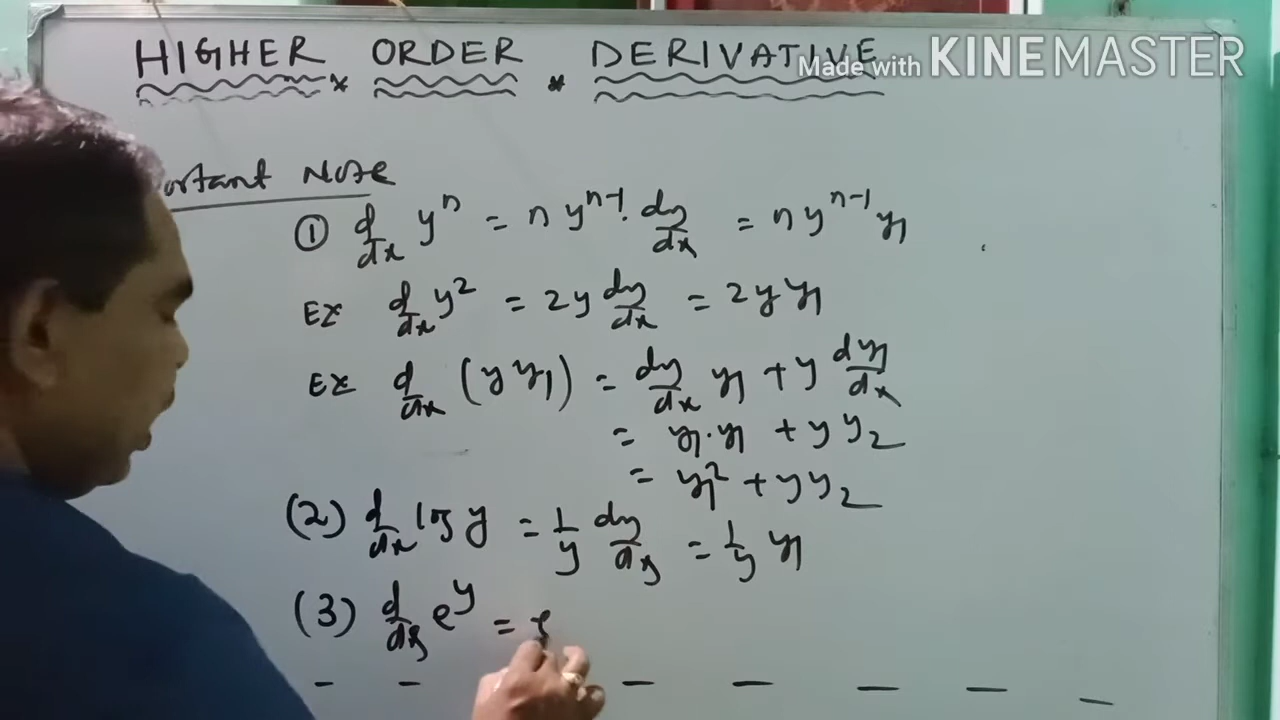 HIGHER * ORDER * DERIVATIVE
Made with KINEMASTER
ortant Note
① d/dx yⁿ = n yⁿ⁻¹. dy/dx = n yⁿ⁻¹ y₁
Ex d/dx y² = 2y dy/dx = 2y y₁
Ex d/dx (y y₁) = dy/dx y₁ + y dy₁/dx
= y₁.y₁ + y y₂
= y₁² + y y₂
(2) d/dx log y = 1/y dy/dx = 1/y y₁
(3) d/dx e^y = e